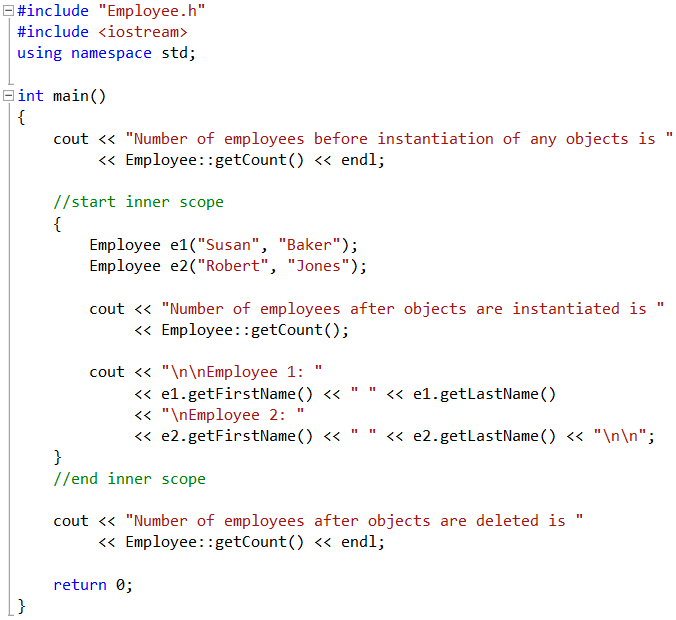 #include "Employee.h"
#include <iostream>
using namespace std;
int main()
{
cout << "Number of employees before instantiation of any objects is "
<< Employee::getCount() << endl;
//start inner scope
{
Employee e1("Susan", "Baker");
Employee e2("Robert", "Jones");
cout << "Number of employees after objects are instantiated is "
<< Employee::getCount();
cout << "\n\nEmployee 1: "
<< e1.getFirstName() << " " << e1.getLastName()
<< "\nEmployee 2: "
<< e2.getFirstName() << " " << e2.getLastName() << "\n\n";
}
//end inner scope
cout << "Number of employees after objects are deleted is "
<< Employee::getCount() << endl;
return 0;
}